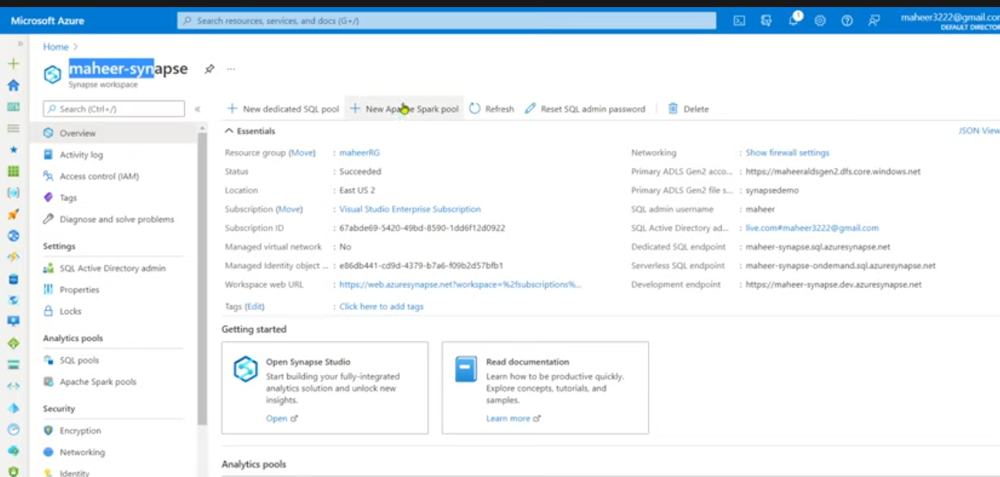 Microsoft Azure
Search resources, services, and docs (G+/)
1
maheer3222@gmail.com
DEFAULT DIRECTOR
Home >
maheer-synapse
Synapse workspace
Search (Ctrl+/)
New dedicated SQL pool
New Apache Spark pool
Refresh
Reset SQL admin password
Delete
Overview
Activity log
Access control (IAM)
Tags
Diagnose and solve problems
Settings
SQL Active Directory admin
Properties
Locks
Analytics pools
SQL pools
Apache Spark pools
Security
Encryption
Networking
Identity
Essentials
JSON View
Resource group (Move) : maheerRG
Status : Succeeded
Location : East US 2
Subscription (Move) : Visual Studio Enterprise Subscription
Subscription ID : 67abde69-5420-49bd-8590-1dd6f12d0922
Managed virtual network : No
Managed Identity object ... : e86db441-cd9d-4379-b7a6-f09b2d57bfb1
Workspace web URL : https://web.azuresynapse.net?workspace=%2fsubscriptions%...
Tags (Edit) : Click here to add tags
Networking : Show firewall settings
Primary ADLS Gen2 acco... : https://maheeraldsgen2.dfs.core.windows.net
Primary ADLS Gen2 file s... : synapsedemo
SQL admin username : maheer
SQL Active Directory ad... : live.com#maheer3222@gmail.com
Dedicated SQL endpoint : maheer-synapse.sql.azuresynapse.net
Serverless SQL endpoint : maheer-synapse-ondemand.sql.azuresynapse.net
Development endpoint : https://maheer-synapse.dev.azuresynapse.net
Getting started
Open Synapse Studio
Start building your fully-integrated
analytics solution and unlock new
insights.
Open
Read documentation
Learn how to be productive quickly.
Explore concepts, tutorials, and
samples.
Learn more
Analytics pools